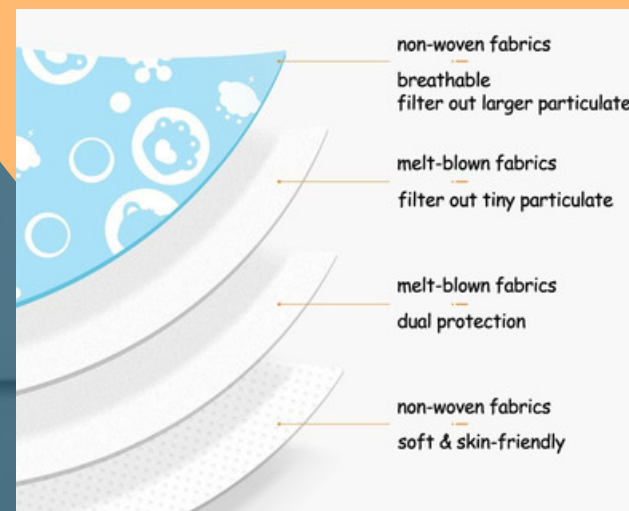 non-woven fabrics
breathable
filter out larger particulate
melt-blown fabrics
filter out tiny particulate
melt-blown fabrics
dual protection
non-woven fabrics
soft & skin-friendly